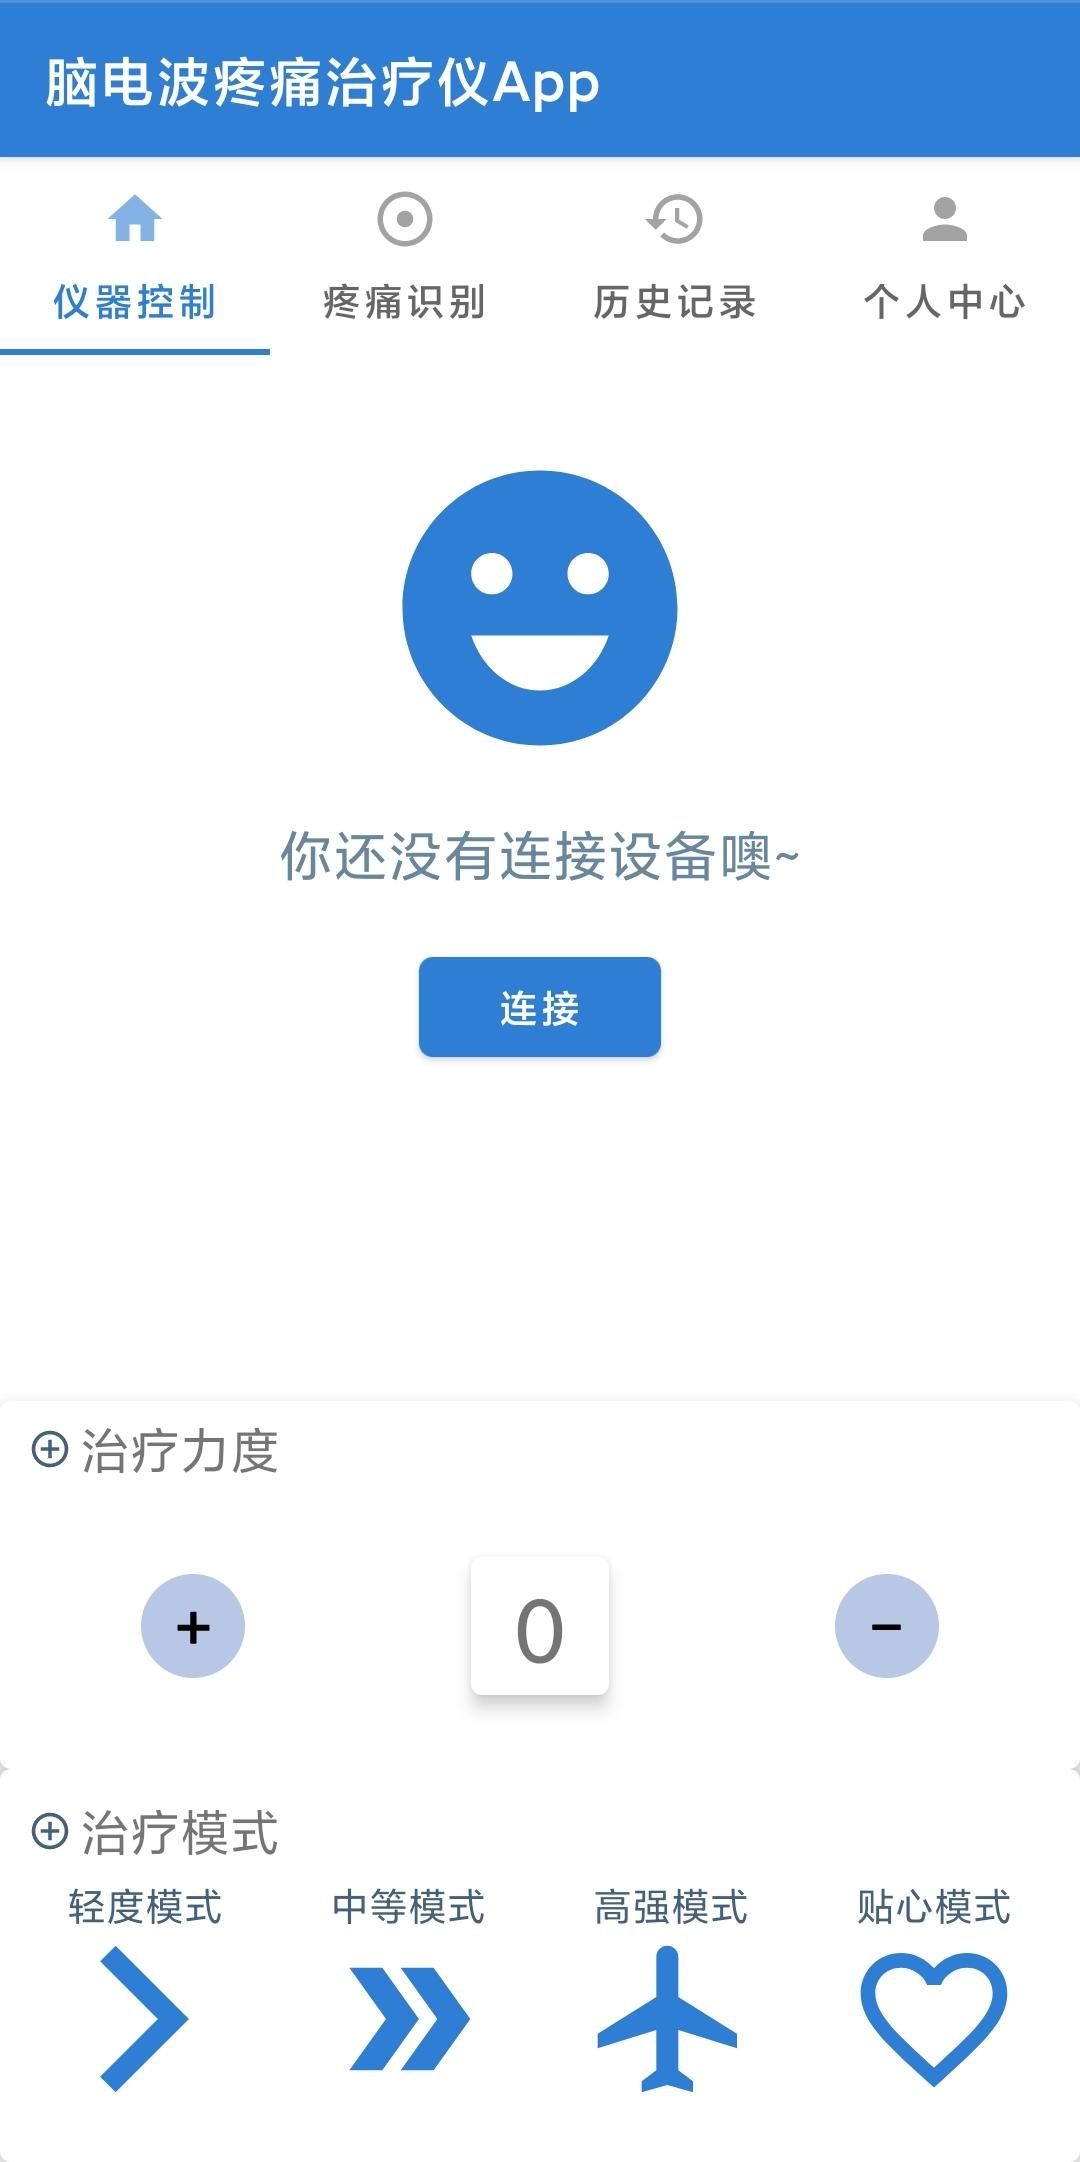 脑电波疼痛治疗仪App
仪器控制 疼痛识别 历史记录 个人中心
你还没有连接设备噢~
连接
治疗力度
+ 0 −
治疗模式
轻度模式 中等模式 高强模式 贴心模式